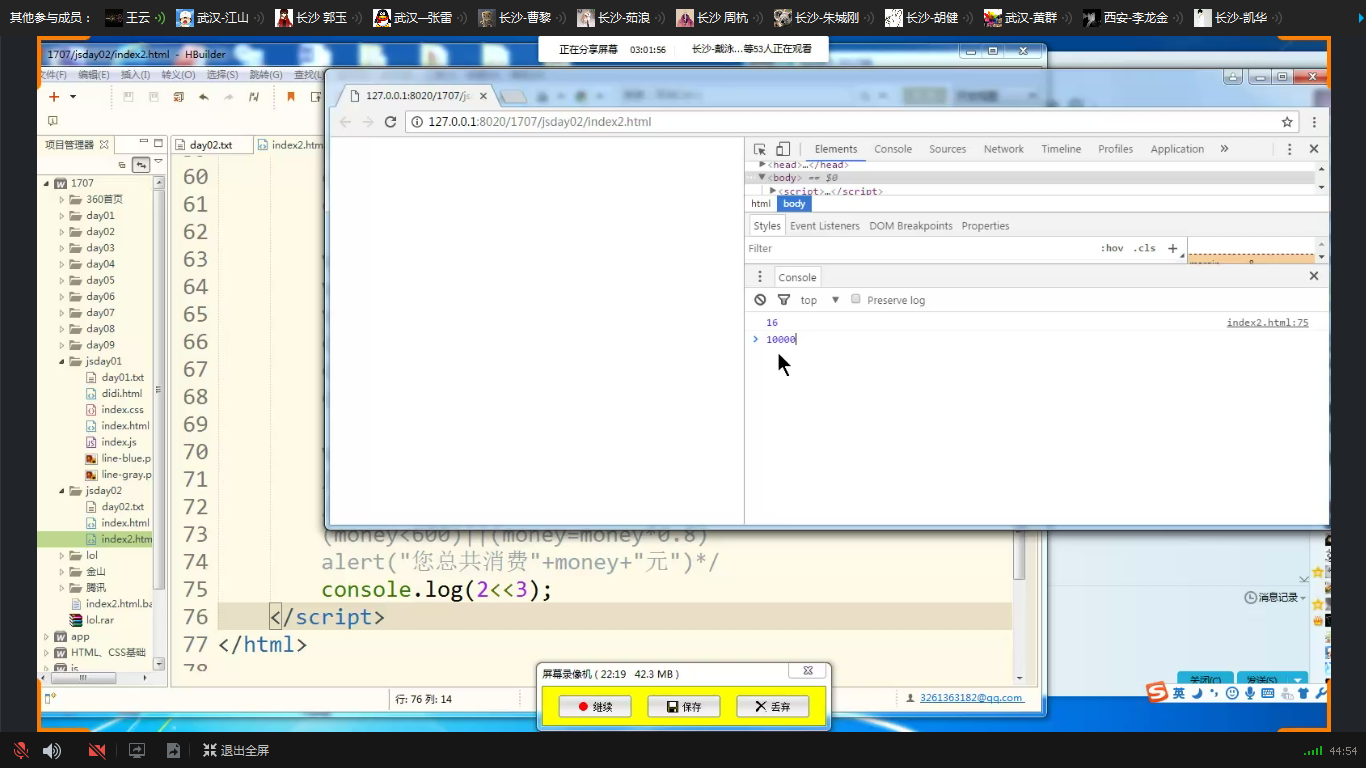 其他参与成员： 王云 武汉-江山 长沙 郭玉 武汉—张雷 长沙-曹黎 长沙-茹浪 长沙 周杭 长沙-朱城刚 长沙-胡健 武汉-黄群 西安-李龙金 长沙-凯华
正在分享屏幕 03:01:56 长沙-戴泳...等53人正在观看
1707/jsday02/index2.html - HBuilder
文件(F) 编辑(E) 插入(I) 转义(O) 选择(S) 跳转(G) 查找(L)
127.0.0.1:8020/1707/js
127.0.0.1:8020/1707/jsday02/index2.html
项目管理器
day02.txt
index2.htm
Elements Console Sources Network Timeline Profiles Application »
<head>…</head>
<body> == $0
<script>…</script>
html body
Styles Event Listeners DOM Breakpoints Properties
Filter :hov .cls +
Console
top Preserve log
16 index2.html:75
> 10000
1707
360首页
day01
day02
day03
day04
day05
day06
day07
day08
day09
jsday01
day01.txt
didi.html
index.css
index.html
index.js
line-blue.p
line-gray.p
jsday02
day02.txt
index.html
index2.htm
lol
金山
腾讯
index2.html.ba
lol.rar
app
HTML、CSS基础
js
60
61
62
63
64
65
66
67
68
69
70
71
72
73 (money<600)||(money=money*0.8)
74 alert("您总共消费"+money+"元")*/
75 console.log(2<<3);
76 </script>
77 </html>
78
消息记录
关闭(C) 发送(S)
屏幕录像机 ( 22:19 42.3 MB )
继续 保存 丢弃
行: 76 列: 14
3261363182@qq.com
英
退出全屏
44:54